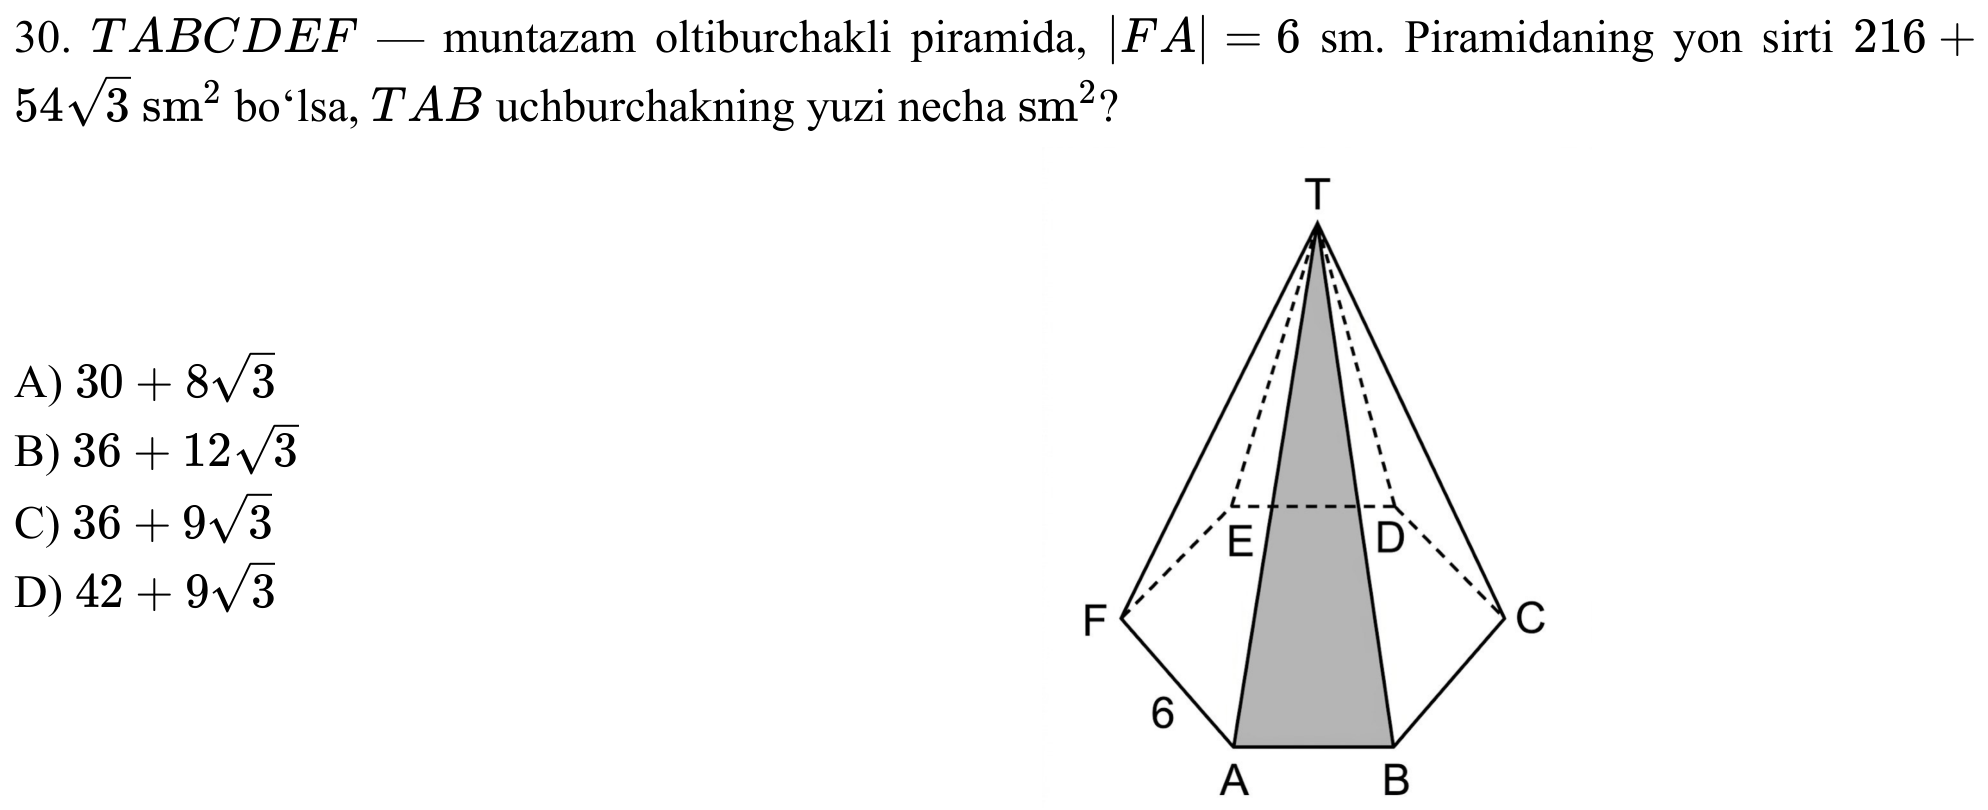 30. TABCDEF — muntazam oltiburchakli piramida, |FA| = 6 sm. Piramidaning yon sirti 216 +
54√3 sm² bo‘lsa, TAB uchburchakning yuzi necha sm²?
T
A) 30 + 8√3
B) 36 + 12√3
C) 36 + 9√3
D) 42 + 9√3
E D
F C
6
A B